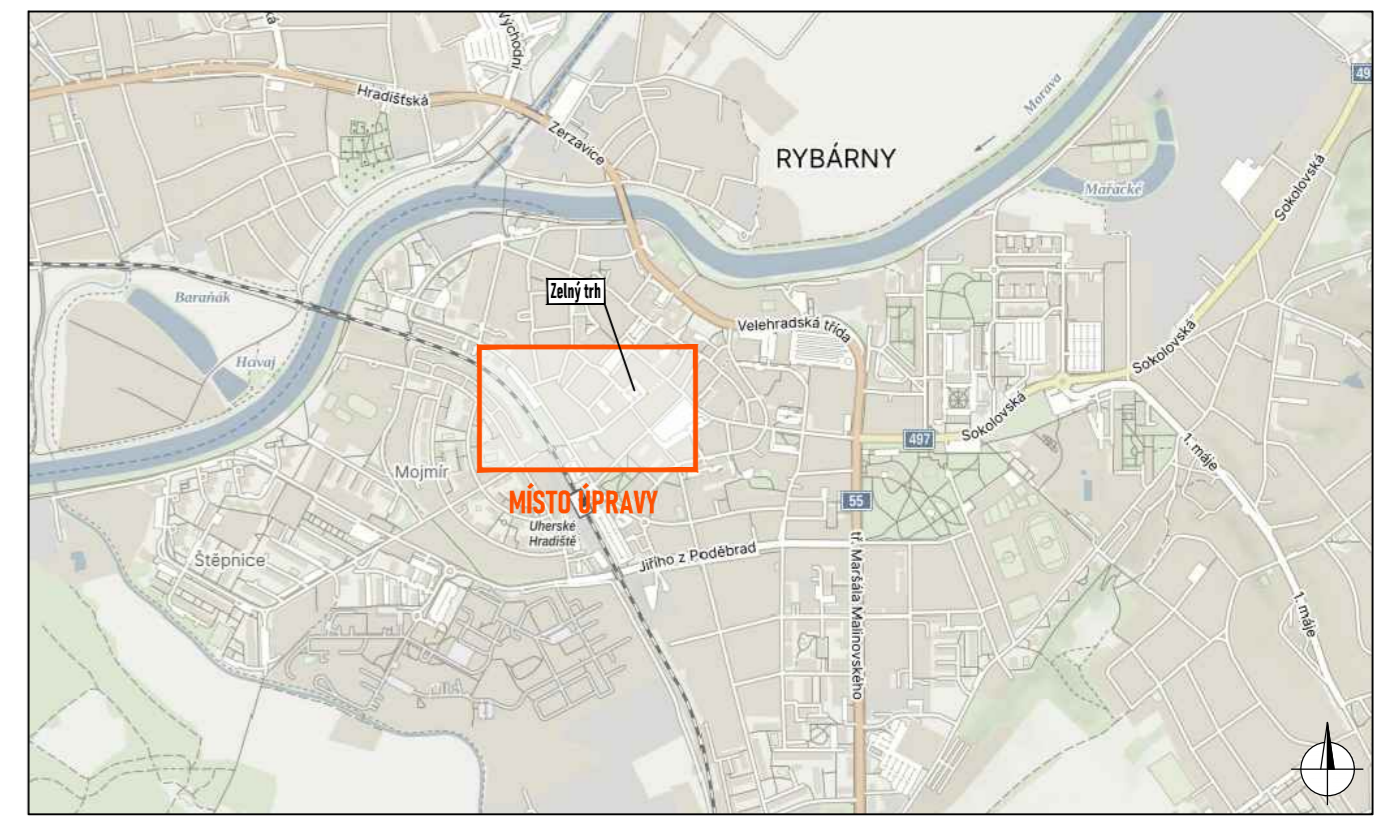 ská
Východní
Hradišťská
Zerzavice
RYBÁRNY
Morava
49
Mařacké
Sokolovská
Baraňák
Zelný trh
Velehradská třída
Havaj
Sokolovská
Sokolovská
497
1. máje
Mojmír
MÍSTO ÚPRAVY
55
Uherské
Hradiště
Štěpnice
Jiřího z Poděbrad
tř. Maršála Malinovského
1. máje